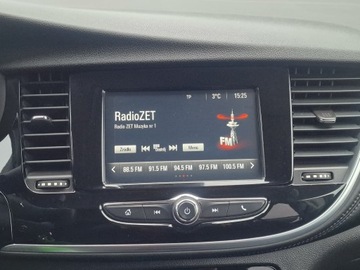 TP 3°C 15:25
RadioZET
Radio ZET Muzyka nr 1
Źródło Menu
FM
88.5 FM 91.5 FM 94.5 FM 97.5 FM 100.5 FM